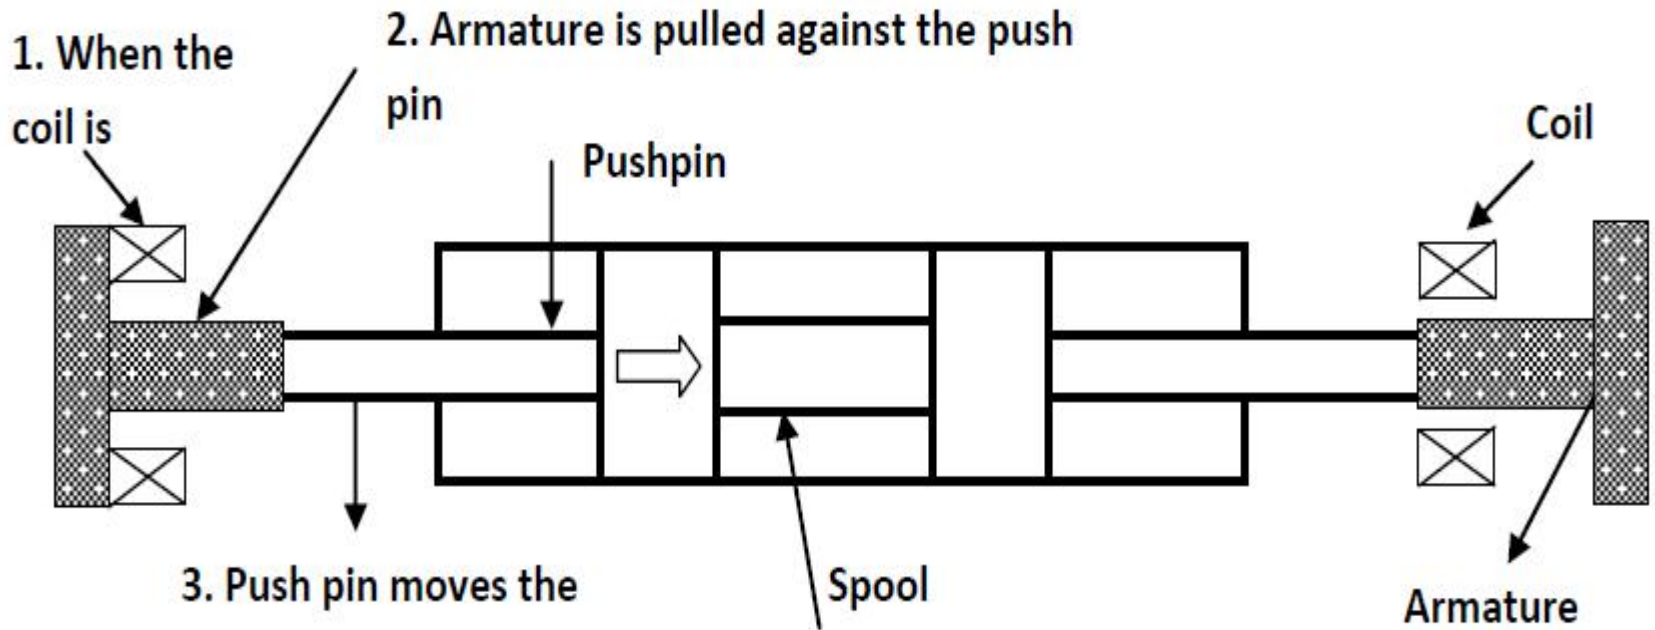 1. When the
coil is
2. Armature is pulled against the push
pin
Pushpin
Coil
3. Push pin moves the
Spool
Armature